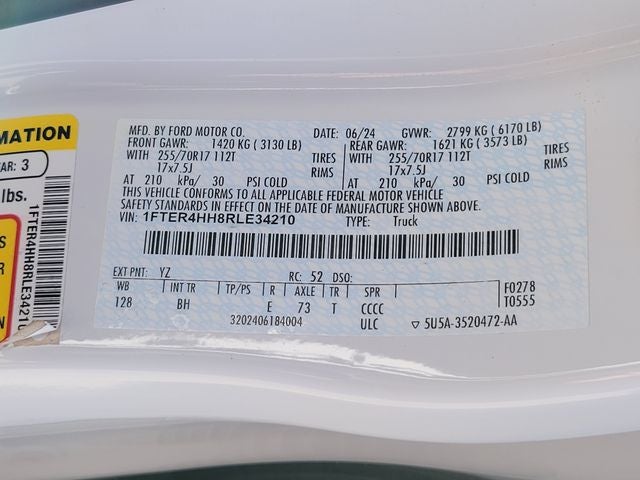 MATION
AR: 3
lbs.
S
N
1FTER4HH8RLE34210
MFD. BY FORD MOTOR CO. DATE: 06/24 GVWR: 2799 KG ( 6170 LB)
FRONT GAWR: 1420 KG ( 3130 LB) REAR GAWR: 1621 KG ( 3573 LB)
WITH 255/70R17 112T TIRES WITH 255/70R17 112T TIRES
17x7.5J RIMS 17x7.5J RIMS
AT 210 kPa/ 30 PSI COLD AT 210 kPa/ 30 PSI COLD
THIS VEHICLE CONFORMS TO ALL APPLICABLE FEDERAL MOTOR VEHICLE
SAFETY STANDARDS IN EFFECT ON THE DATE OF MANUFACTURE SHOWN ABOVE.
VIN: 1FTER4HH8RLE34210 TYPE: Truck
EXT PNT: YZ RC: 52 DSO:
WB INT TR TP/PS R AXLE TR SPR F0278
128 BH E 73 T CCCC T0555
3202406184004 ULC ▽ 5U5A-3520472-AA